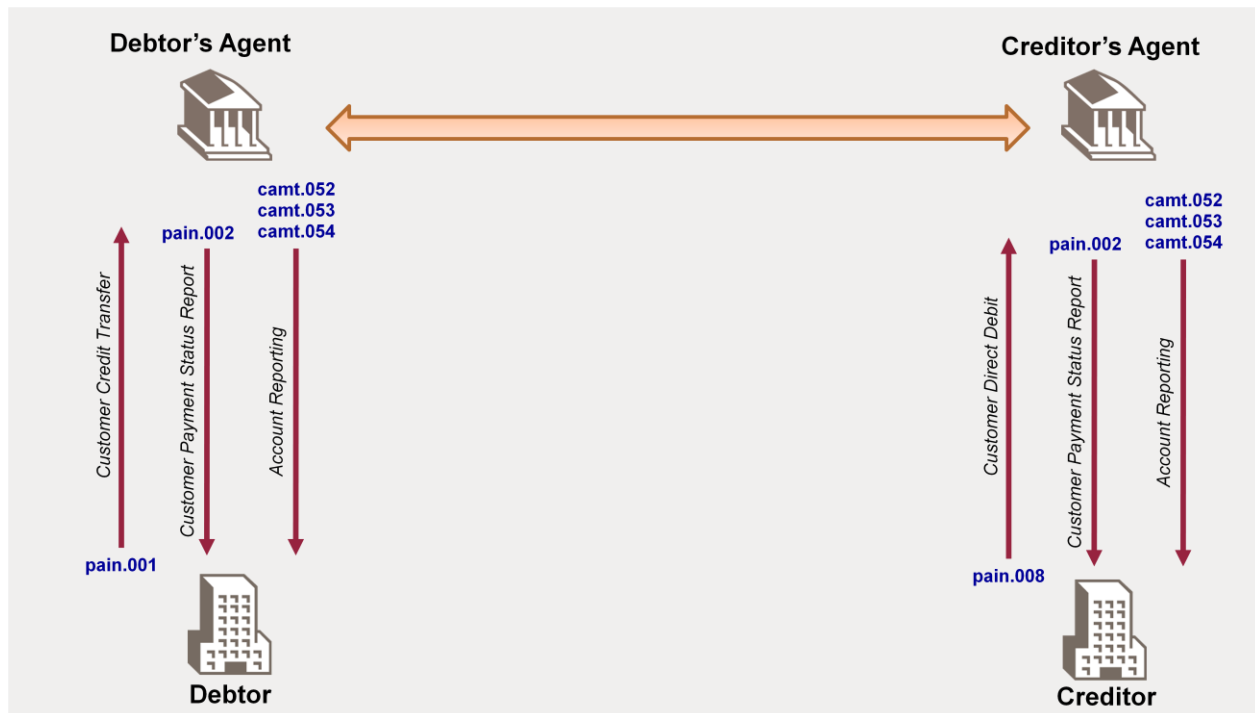 Debtor’s Agent
Creditor’s Agent
camt.052
camt.053
camt.054
pain.002
camt.052
camt.053
camt.054
pain.002
Customer Credit Transfer
Customer Payment Status Report
Account Reporting
Customer Direct Debit
Customer Payment Status Report
Account Reporting
pain.001
pain.008
Debtor
Creditor